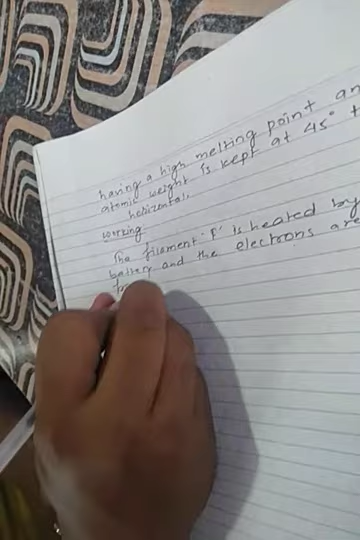 having a high melting point an
atomic weight is kept at 45° t
horizontal.
working
The filament 'F' is heated by
battery and the electrons are